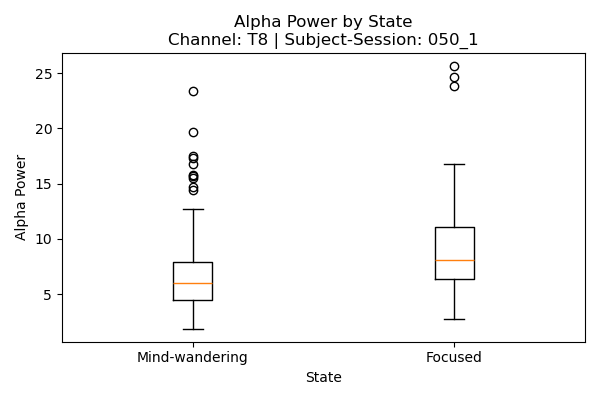 Alpha Power by State
Channel: T8 | Subject-Session: 050_1
25
20
15
10
5
Alpha Power
Mind-wandering
Focused
State